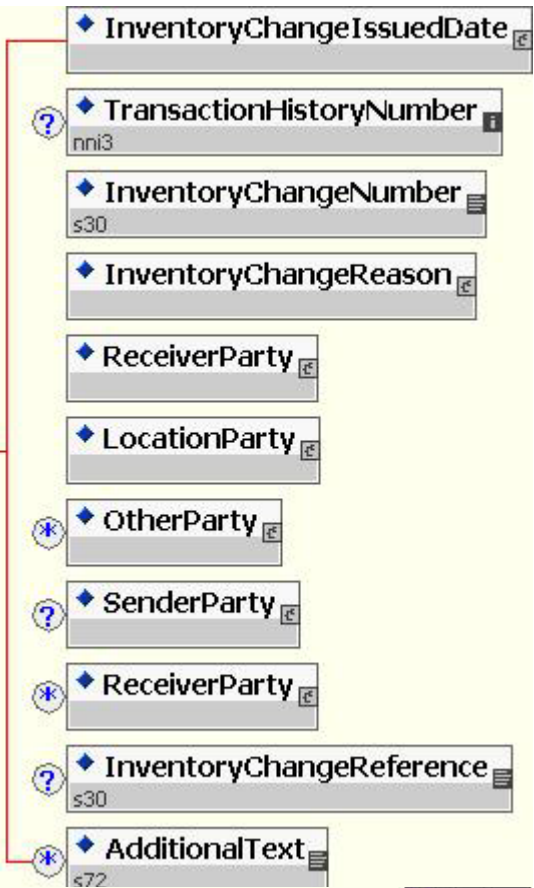 InventoryChangeIssuedDate
? TransactionHistoryNumber
nni3
InventoryChangeNumber
s30
InventoryChangeReason
ReceiverParty
LocationParty
* OtherParty
? SenderParty
* ReceiverParty
? InventoryChangeReference
s30
* AdditionalText
s72